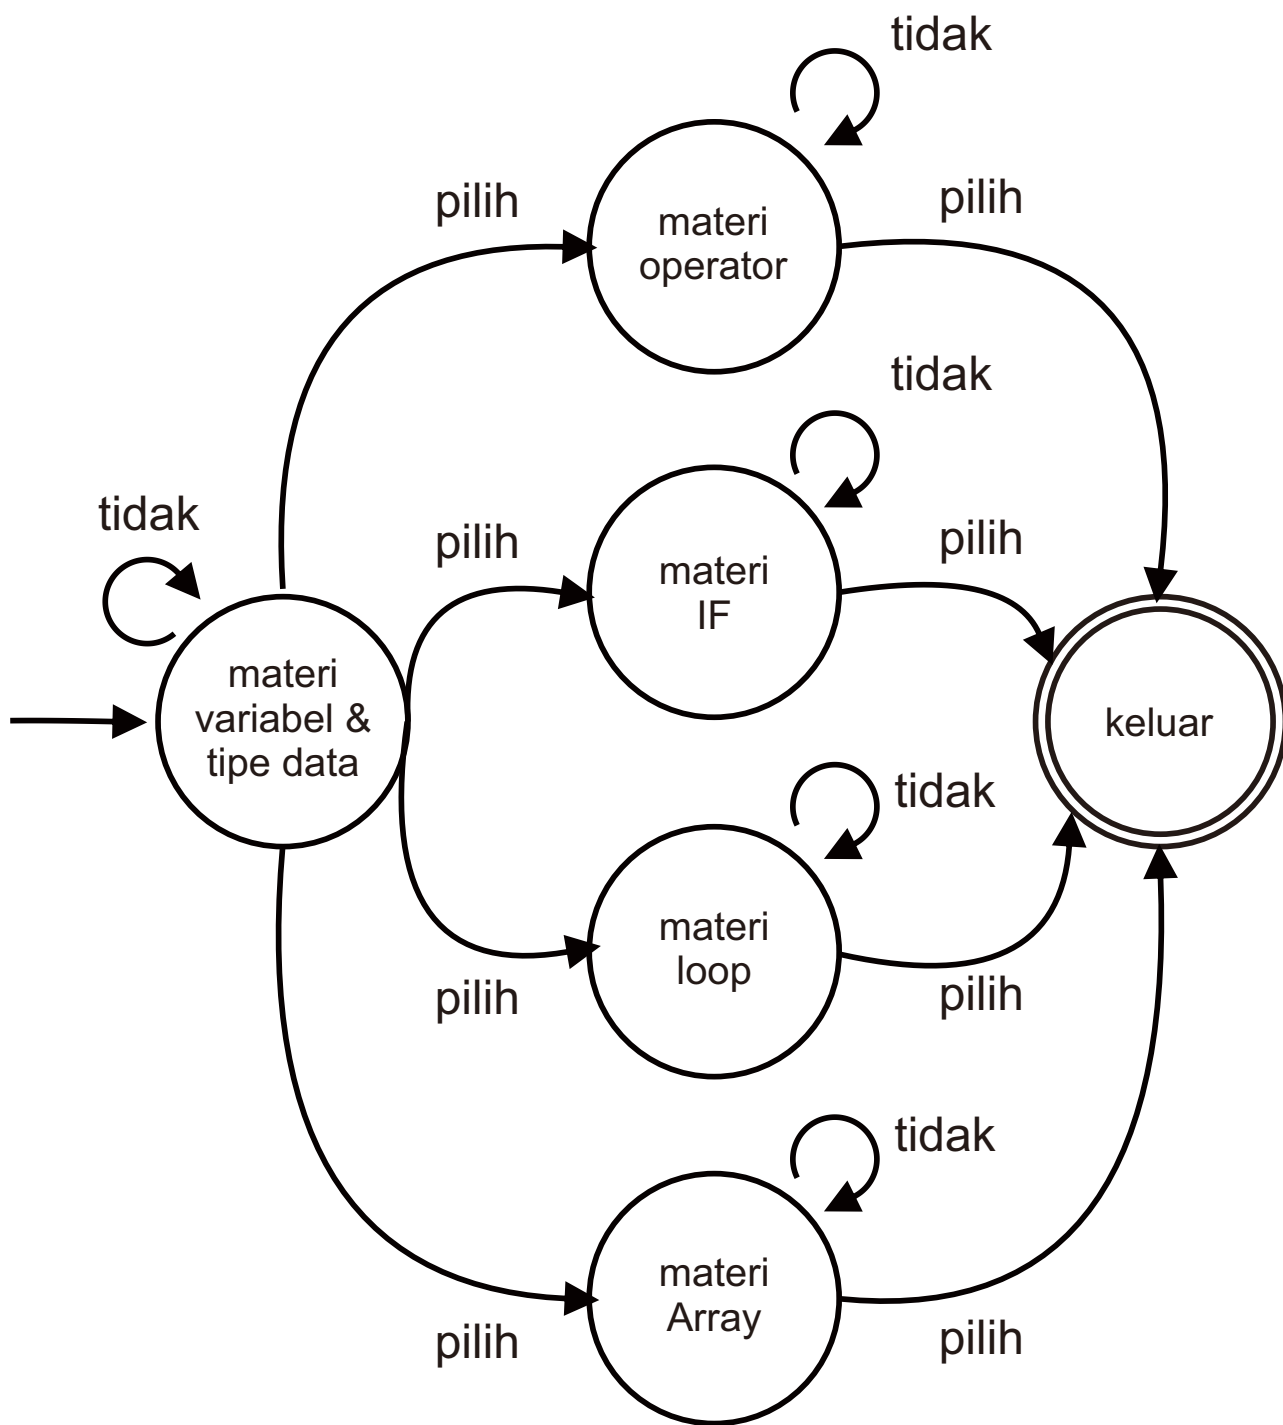 tidak
pilih
materi
operator
pilih
tidak
tidak
pilih
materi
IF
pilih
materi
variabel &
tipe data
keluar
tidak
materi
loop
pilih
pilih
tidak
materi
Array
pilih
pilih